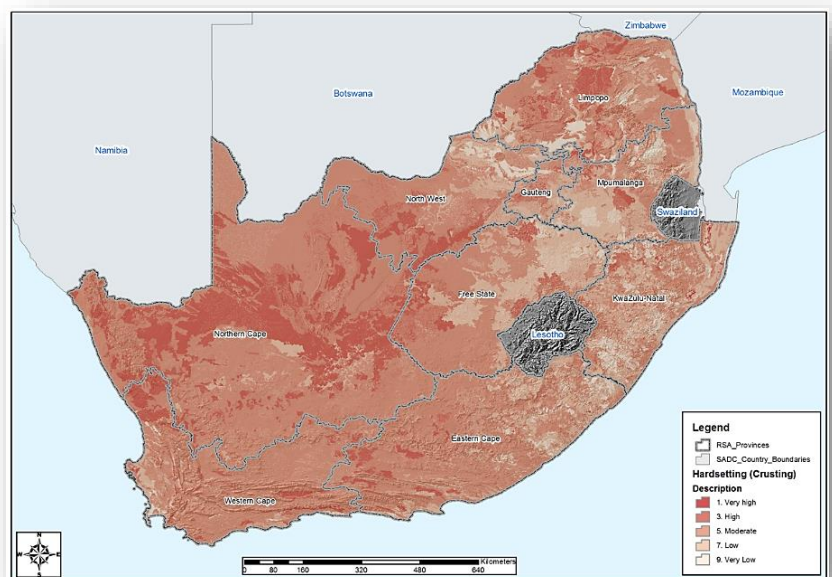 Zimbabwe
Botswana
Mozambique
Namibia
Limpopo
North West
Gauteng
Mpumalanga
Swaziland
Free State
KwaZulu-Natal
Northern Cape
Lesotho
Eastern Cape
Western Cape
Legend
RSA_Provinces
SADC_Country_Boundaries
Hardsetting (Crusting)
Description
1. Very high
3. High
5. Moderate
7. Low
9. Very Low
N
W E
S
Kilometers
0 80 160 320 480 640